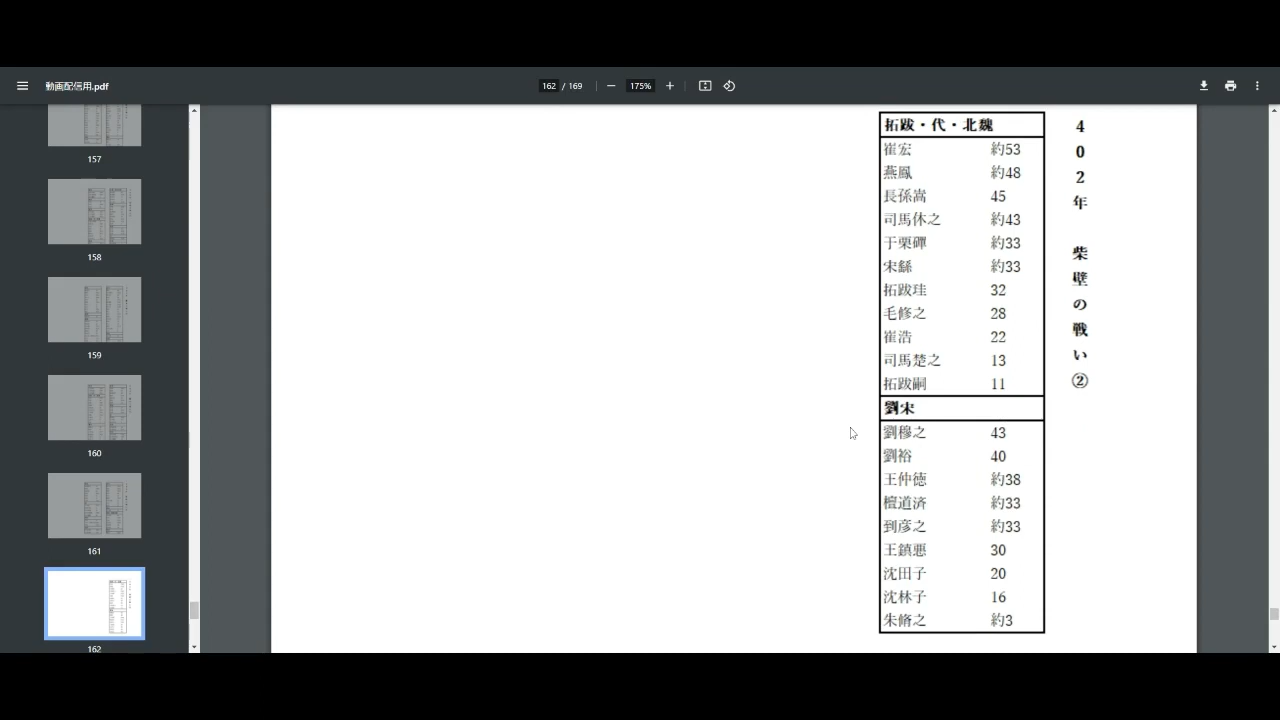 動画配信用.pdf
162 / 169
175%
157
158
159
160
161
162
402年 柴壁の戦い②
拓跋・代・北魏
崔宏 約53
燕鳳 約48
長孫嵩 45
司馬休之 約43
于栗磾 約33
宋繇 約33
拓跋珪 32
毛修之 28
崔浩 22
司馬楚之 13
拓跋嗣 11
劉宋
劉穆之 43
劉裕 40
王仲徳 約38
檀道済 約33
到彦之 約33
王鎮悪 30
沈田子 20
沈林子 16
朱脩之 約3